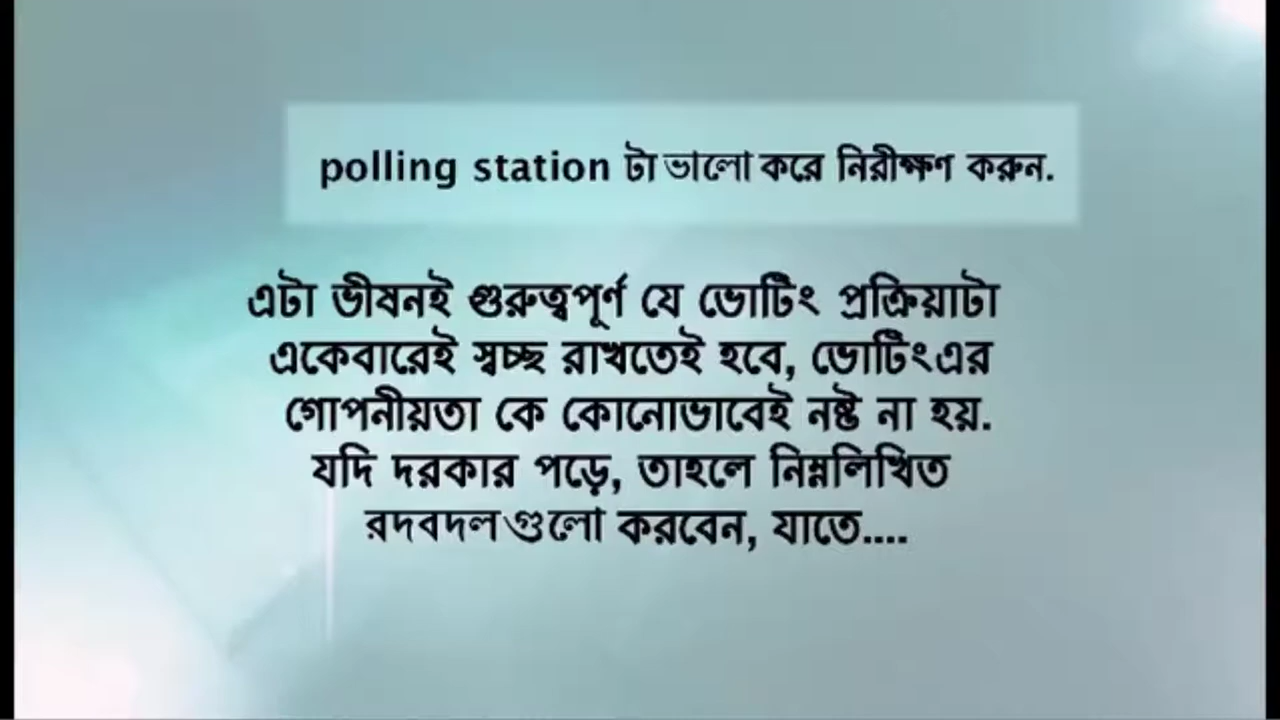 polling station টা ভালো করে নিরীক্ষণ করুন.
এটা ভীষনই গুরুত্বপূর্ণ যে ভোটিং প্রক্রিয়াটা
একেবারেই স্বচ্ছ রাখতেই হবে, ভোটিংএর
গোপনীয়তা কে কোনোভাবেই নষ্ট না হয়.
যদি দরকার পড়ে, তাহলে নিম্নলিখিত
রদবদলগুলো করবেন, যাতে....